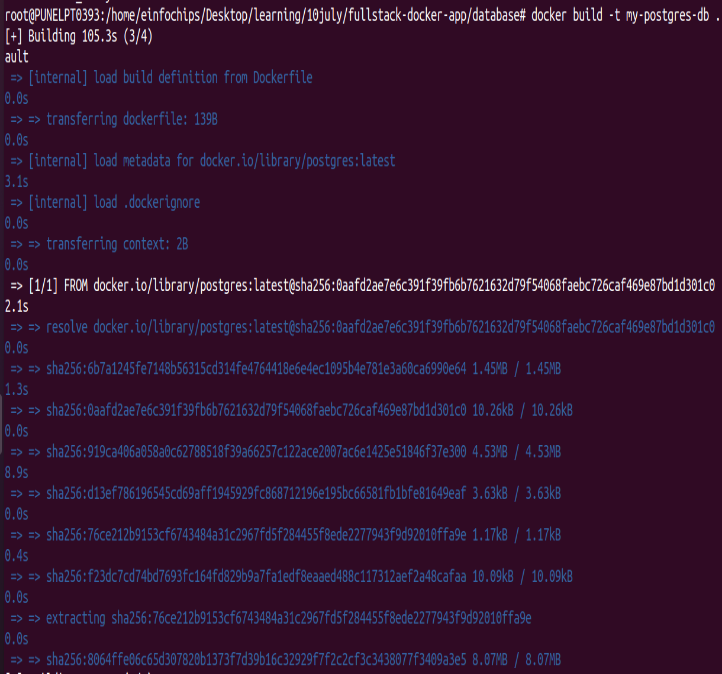 root@PUNELPT0393:/home/einfochips/Desktop/learning/10july/fullstack-docker-app/database# docker build -t my-postgres-db .
[+] Building 105.3s (3/4)
ault
=> [internal] load build definition from Dockerfile
0.0s
=> => transferring dockerfile: 139B
0.0s
=> [internal] load metadata for docker.io/library/postgres:latest
3.1s
=> [internal] load .dockerignore
0.0s
=> => transferring context: 2B
0.0s
=> [1/1] FROM docker.io/library/postgres:latest@sha256:0aafd2ae7e6c391f39fb6b7621632d79f54068faebc726caf469e87bd1d301c0
2.1s
=> => resolve docker.io/library/postgres:latest@sha256:0aafd2ae7e6c391f39fb6b7621632d79f54068faebc726caf469e87bd1d301c0
0.0s
=> => sha256:6b7a1245fe7148b56315cd314fe4764418e6e4ec1095b4e781e3a60ca6990e64 1.45MB / 1.45MB
1.3s
=> => sha256:0aafd2ae7e6c391f39fb6b7621632d79f54068faebc726caf469e87bd1d301c0 10.26kB / 10.26kB
0.0s
=> => sha256:919ca406a058a0c62788518f39a66257c122ace2007ac6e1425e51846f37e300 4.53MB / 4.53MB
8.9s
=> => sha256:d13ef786196545cd69aff1945929fc868712196e195bc66581fb1bfe81649eaf 3.63kB / 3.63kB
0.0s
=> => sha256:76ce212b9153cf6743484a31c2967fd5f284455f8ede2277943f9d92010ffa9e 1.17kB / 1.17kB
0.4s
=> => sha256:f23dc7cd74bd7693fc164fd829b9a7fa1edf8eaaed488c117312aef2a48cafaa 10.09kB / 10.09kB
0.0s
=> => extracting sha256:76ce212b9153cf6743484a31c2967fd5f284455f8ede2277943f9d92010ffa9e
0.0s
=> => sha256:8064ffe06c65d307820b1373f7d39b16c32929f7f2c2cf3c3438077f3409a3e5 8.07MB / 8.07MB